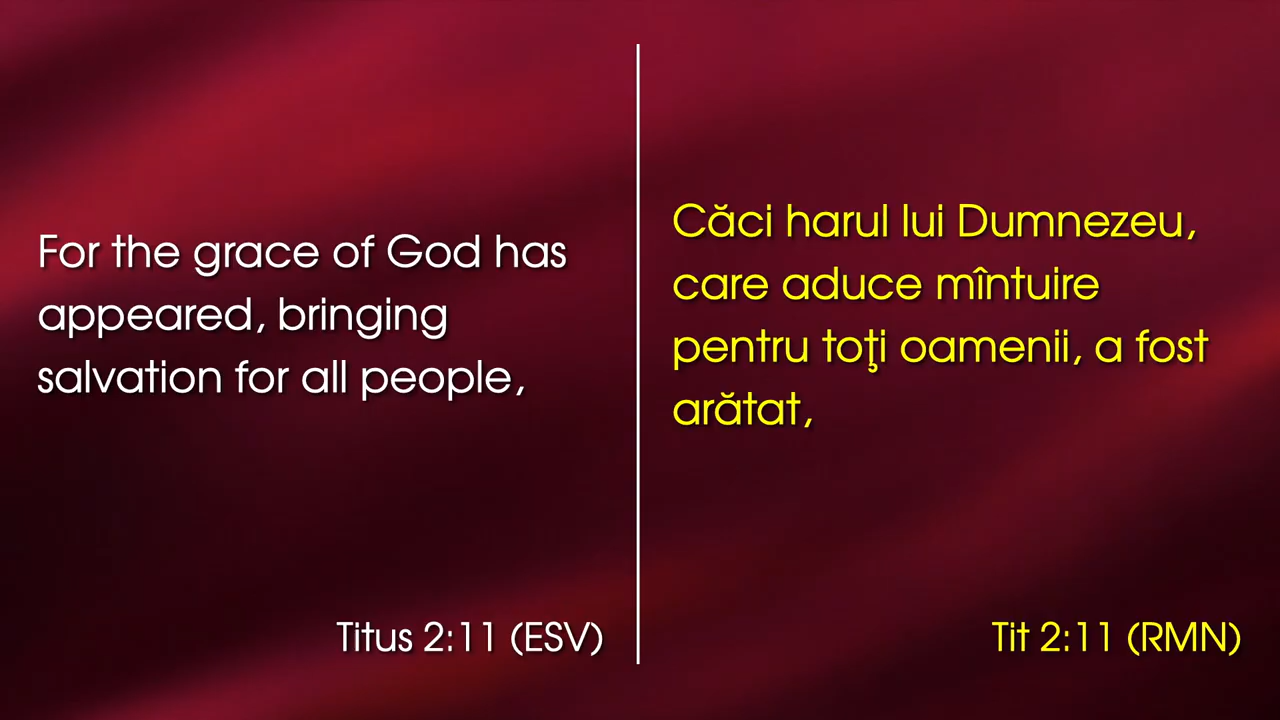 For the grace of God has
appeared, bringing
salvation for all people,
Titus 2:11 (ESV)
Căci harul lui Dumnezeu,
care aduce mîntuire
pentru toţi oamenii, a fost
arătat,
Tit 2:11 (RMN)